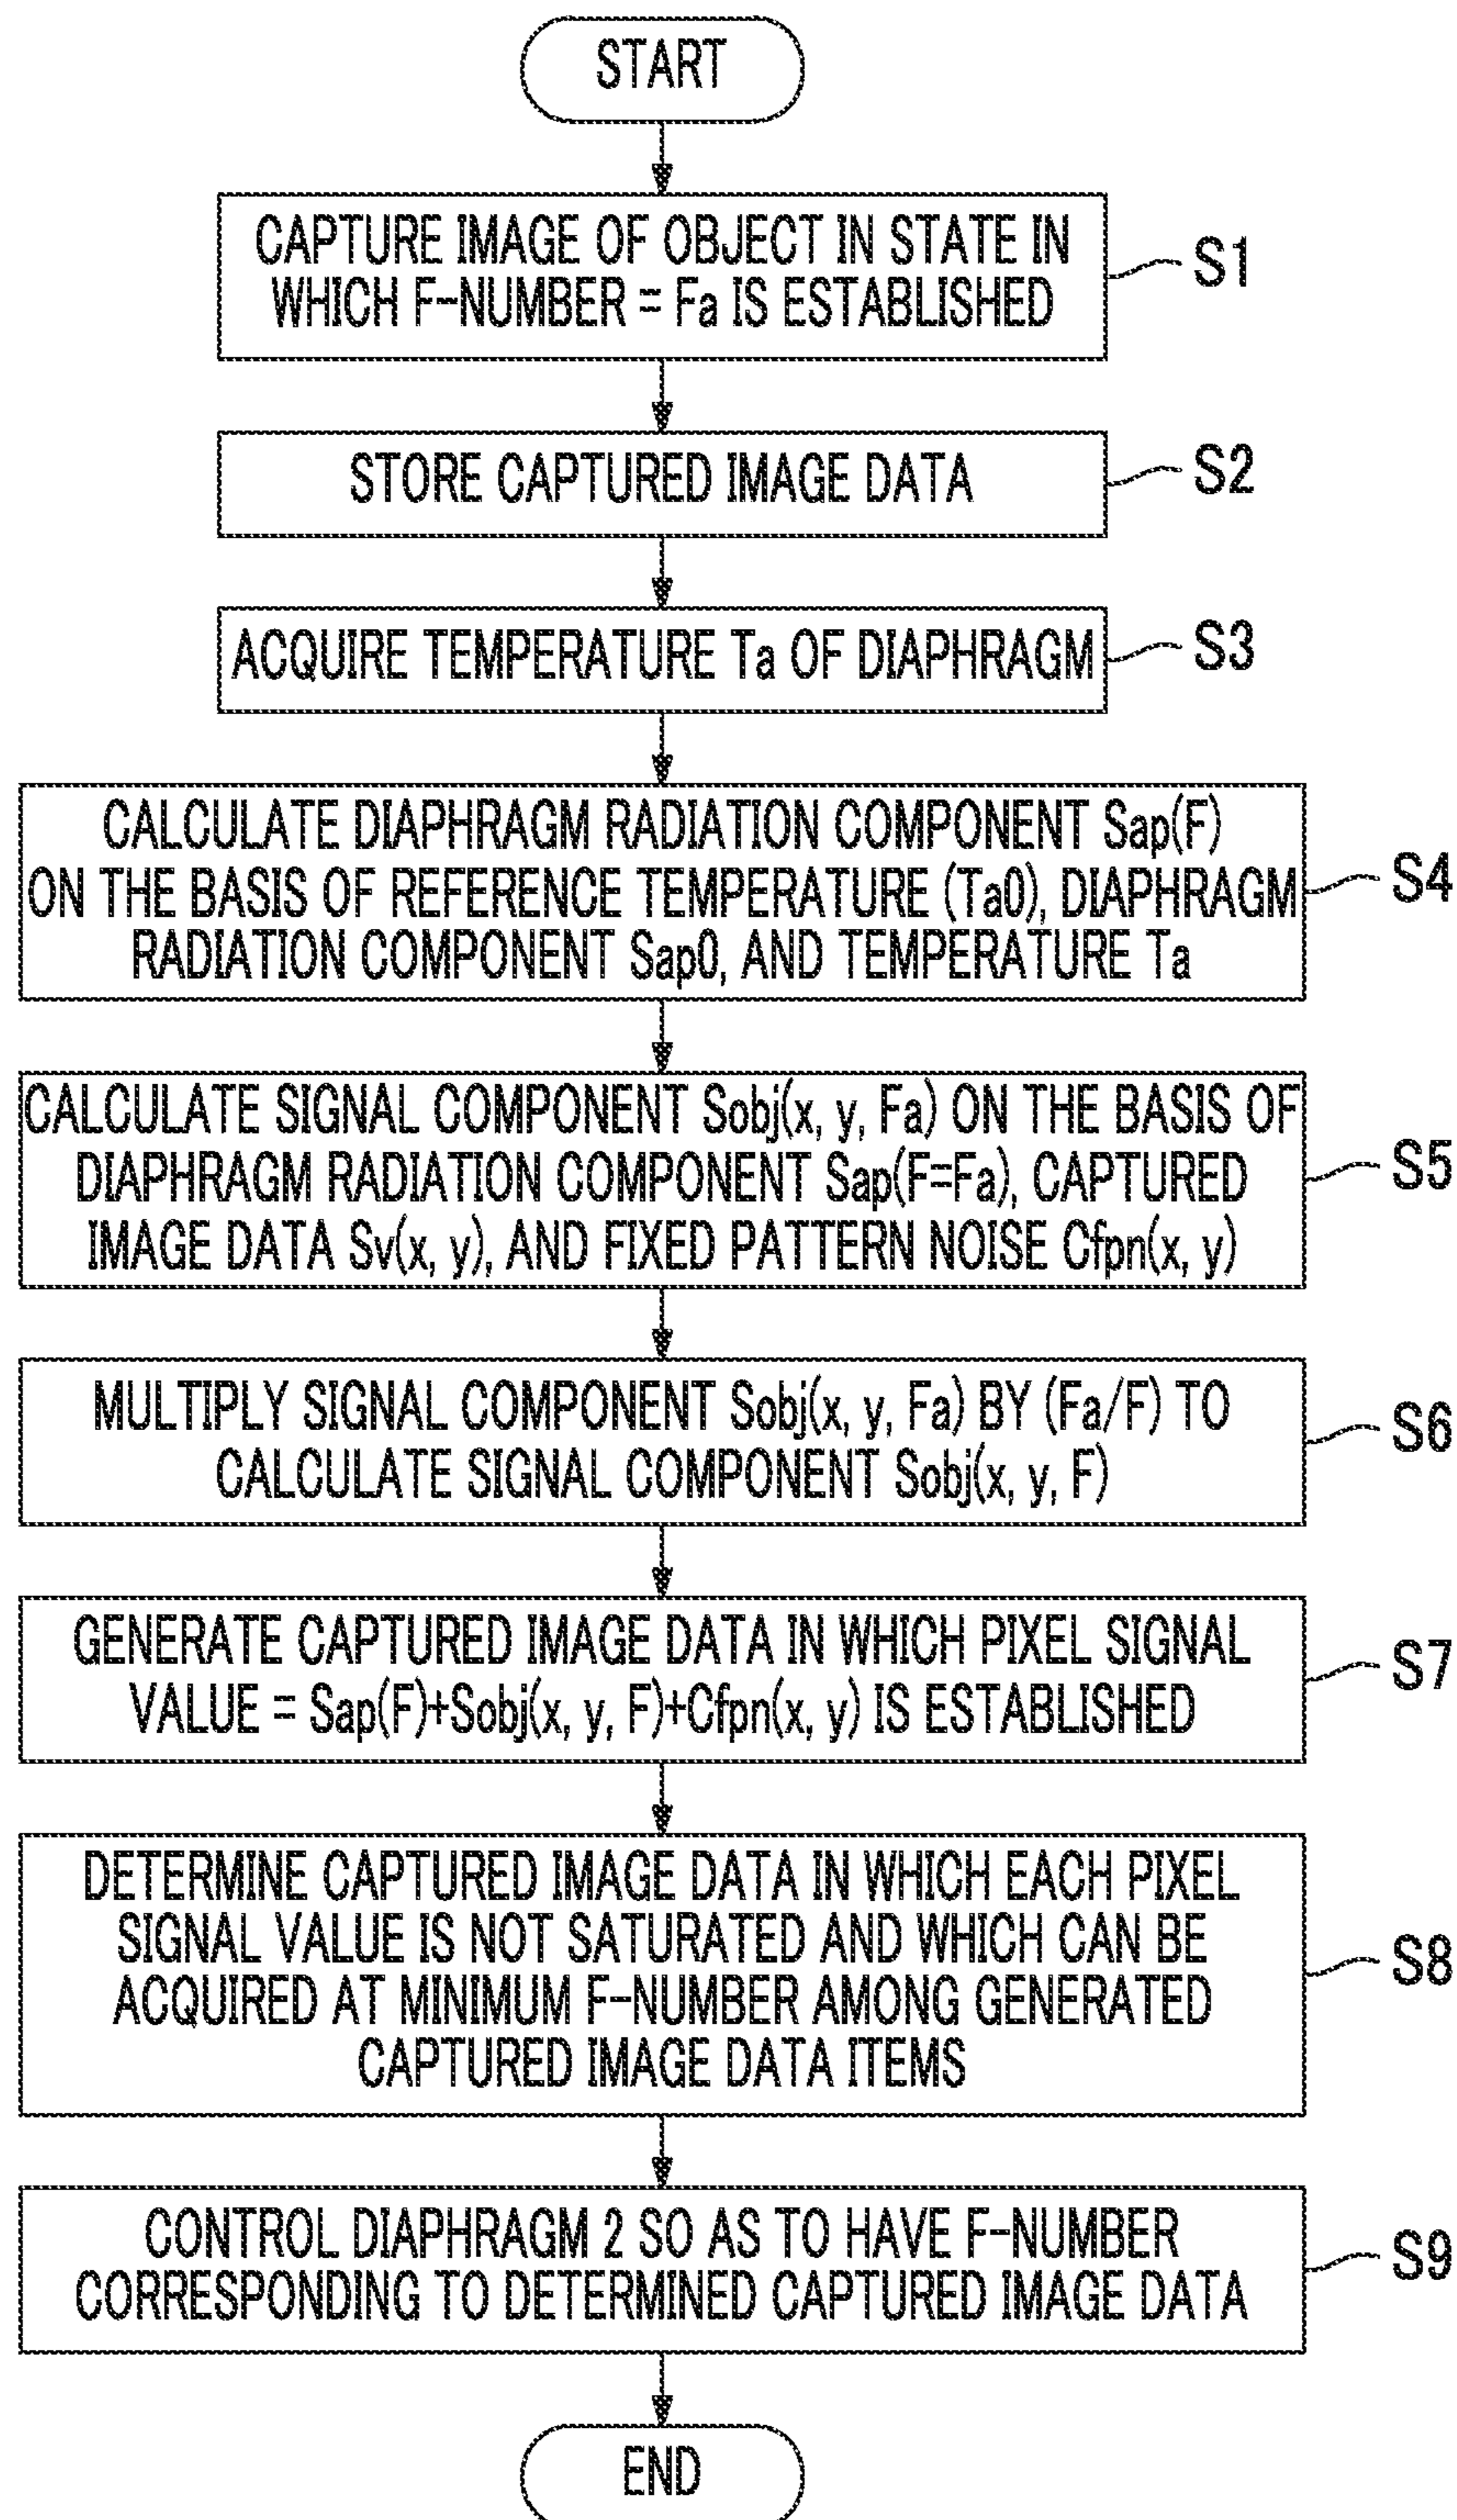 START
CAPTURE IMAGE OF OBJECT IN STATE IN
WHICH F-NUMBER = Fa IS ESTABLISHED
S1
STORE CAPTURED IMAGE DATA
S2
ACQUIRE TEMPERATURE Ta OF DIAPHRAGM
S3
CALCULATE DIAPHRAGM RADIATION COMPONENT Sap(F)
ON THE BASIS OF REFERENCE TEMPERATURE (Ta0), DIAPHRAGM
RADIATION COMPONENT Sap0, AND TEMPERATURE Ta
S4
CALCULATE SIGNAL COMPONENT Sobj(x, y, Fa) ON THE BASIS OF
DIAPHRAGM RADIATION COMPONENT Sap(F=Fa), CAPTURED
IMAGE DATA Sv(x, y), AND FIXED PATTERN NOISE Cfpn(x, y)
S5
MULTIPLY SIGNAL COMPONENT Sobj(x, y, Fa) BY (Fa/F) TO
CALCULATE SIGNAL COMPONENT Sobj(x, y, F)
S6
GENERATE CAPTURED IMAGE DATA IN WHICH PIXEL SIGNAL
VALUE = Sap(F)+Sobj(x, y, F)+Cfpn(x, y) IS ESTABLISHED
S7
DETERMINE CAPTURED IMAGE DATA IN WHICH EACH PIXEL
SIGNAL VALUE IS NOT SATURATED AND WHICH CAN BE
ACQUIRED AT MINIMUM F-NUMBER AMONG GENERATED
CAPTURED IMAGE DATA ITEMS
S8
CONTROL DIAPHRAGM 2 SO AS TO HAVE F-NUMBER
CORRESPONDING TO DETERMINED CAPTURED IMAGE DATA
S9
END